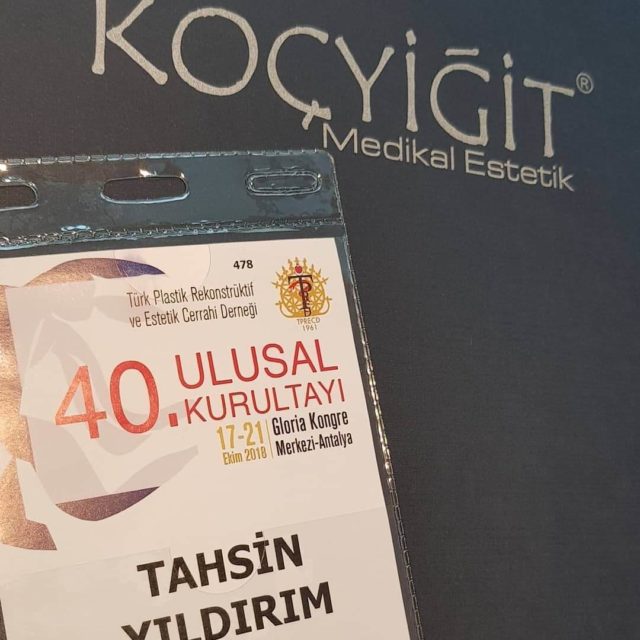 KOÇYİĞİT®
Medikal Estetik
478
Türk Plastik Rekonstrüktif
ve Estetik Cerrahi Derneği
TPRECD
1961
40. ULUSAL
KURULTAYI
17-21
Ekim 2018
Gloria Kongre
Merkezi-Antalya
TAHSİN
YILDIRIM